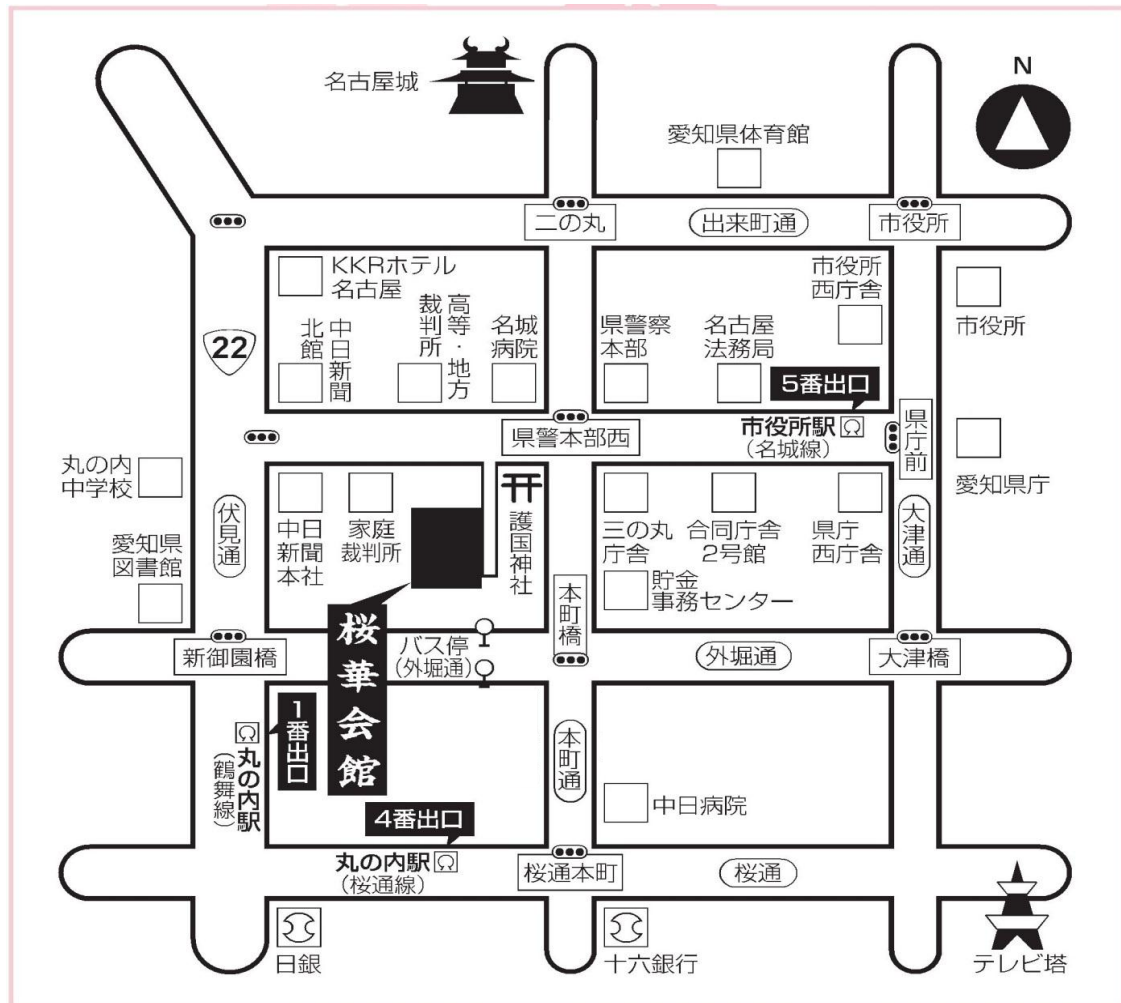 名古屋城
N
愛知県体育館
二の丸
出来町通
市役所
KKRホテル
名古屋
市役所
西庁舎
市役所
22
中日新聞
北館
高等・地方
裁判所
名城
病院
県警察
本部
名古屋
法務局
5番出口
県警本部西
市役所駅
(名城線)
県庁前
愛知県庁
丸の内
中学校
伏見通
中日
新聞
本社
家庭
裁判所
護国神社
三の丸
庁舎
合同庁舎
2号館
県庁
西庁舎
大津通
愛知県
図書館
貯金
事務センター
本町橋
新御園橋
桜華会館
バス停
(外堀通)
外堀通
大津橋
1番出口
丸の内駅
(鶴舞線)
本町通
中日病院
4番出口
丸の内駅
(桜通線)
桜通本町
桜通
日銀
十六銀行
テレビ塔